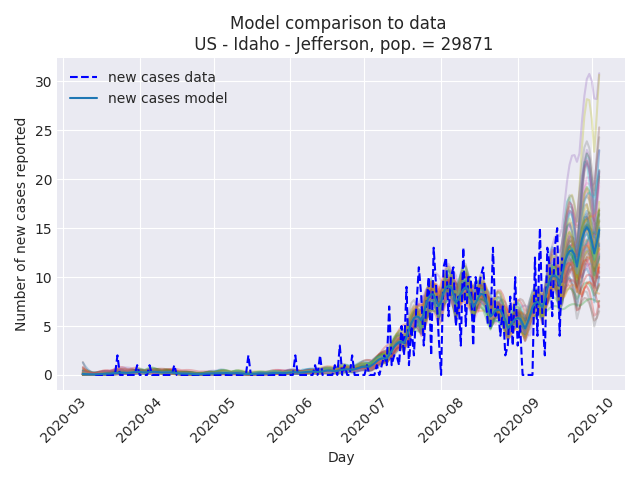 Model comparison to data
US - Idaho - Jefferson, pop. = 29871
new cases data
new cases model
Number of new cases reported
30
25
20
15
10
5
0
2020-03
2020-04
2020-05
2020-06
2020-07
2020-08
2020-09
2020-10
Day